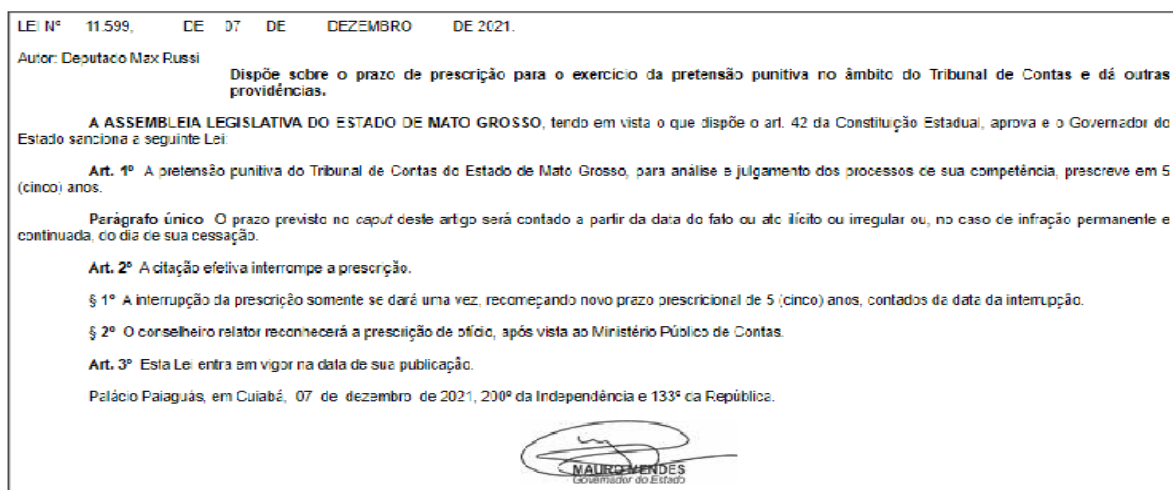 LEI Nº 11.599, DE 07 DE DEZEMBRO DE 2021.
Autor: Deputado Max Russi
Dispõe sobre o prazo de prescrição para o exercício da pretensão punitiva no âmbito do Tribunal de Contas e dá outras
providências.
A ASSEMBLEIA LEGISLATIVA DO ESTADO DE MATO GROSSO, tendo em vista o que dispõe o art. 42 da Constituição Estadual, aprova e o Governador do
Estado sanciona a seguinte Lei:
Art. 1º A pretensão punitiva do Tribunal de Contas do Estado de Mato Grosso, para análise e julgamento dos processos de sua competência, prescreve em 5
(cinco) anos.
Parágrafo único O prazo previsto no caput deste artigo será contado a partir da data do fato ou ato ilícito ou irregular ou, no caso de infração permanente e
continuada, do dia de sua cessação.
Art. 2º A citação efetiva interrompe a prescrição.
§ 1º A interrupção da prescrição somente se dará uma vez, recomeçando novo prazo prescricional de 5 (cinco) anos, contados da data da interrupção.
§ 2º O conselheiro relator reconhecerá a prescrição de ofício, após vista ao Ministério Público de Contas.
Art. 3º Esta Lei entra em vigor na data de sua publicação.
Palácio Paiaguás, em Cuiabá, 07 de dezembro de 2021, 200º da Independência e 133º da República.
MAURO MENDES
Governador do Estado